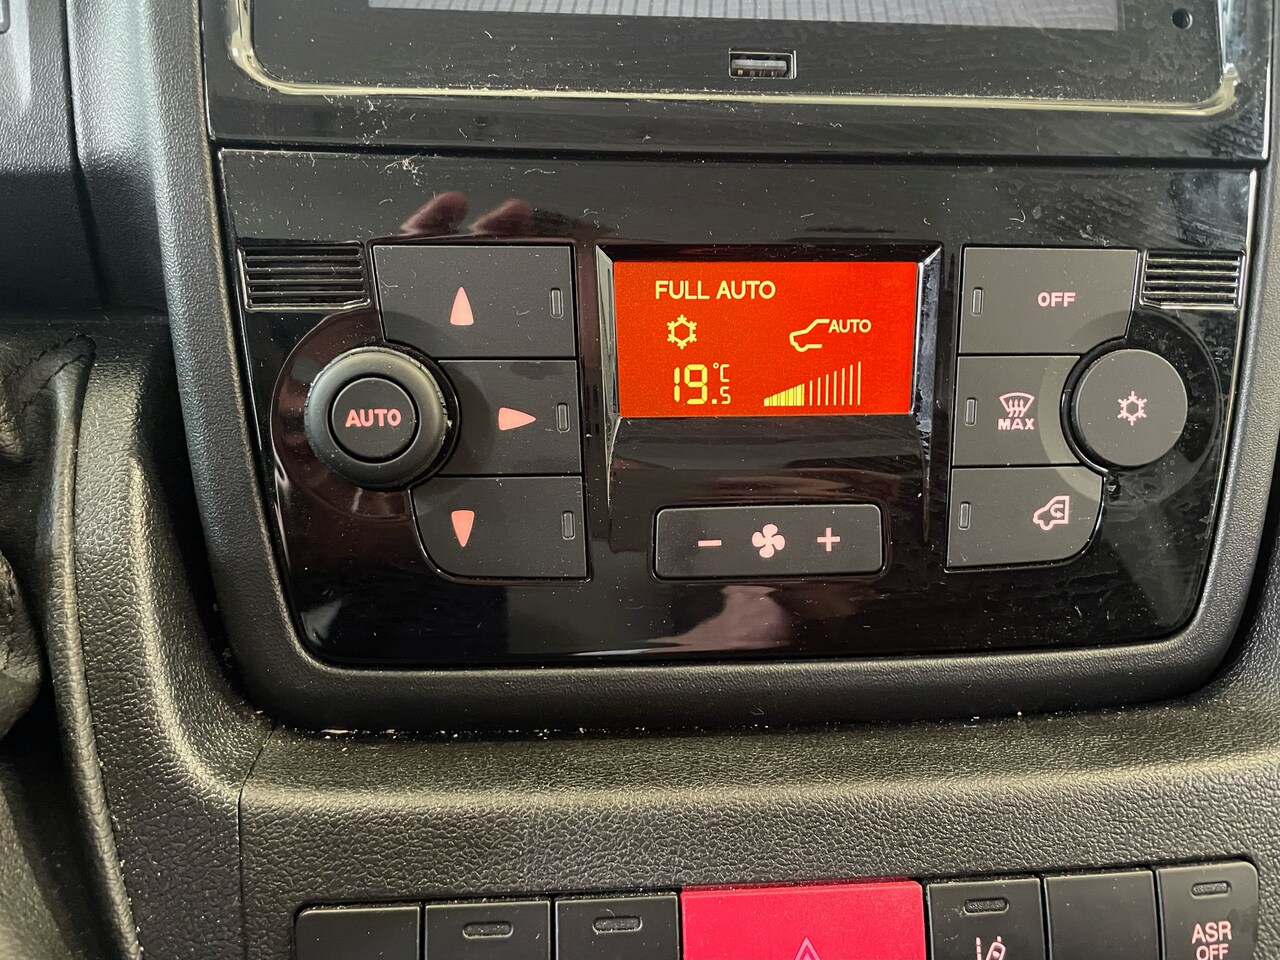 FULL AUTO
AUTO
19.5 °C
OFF
AUTO
MAX
- +
ASR
OFF